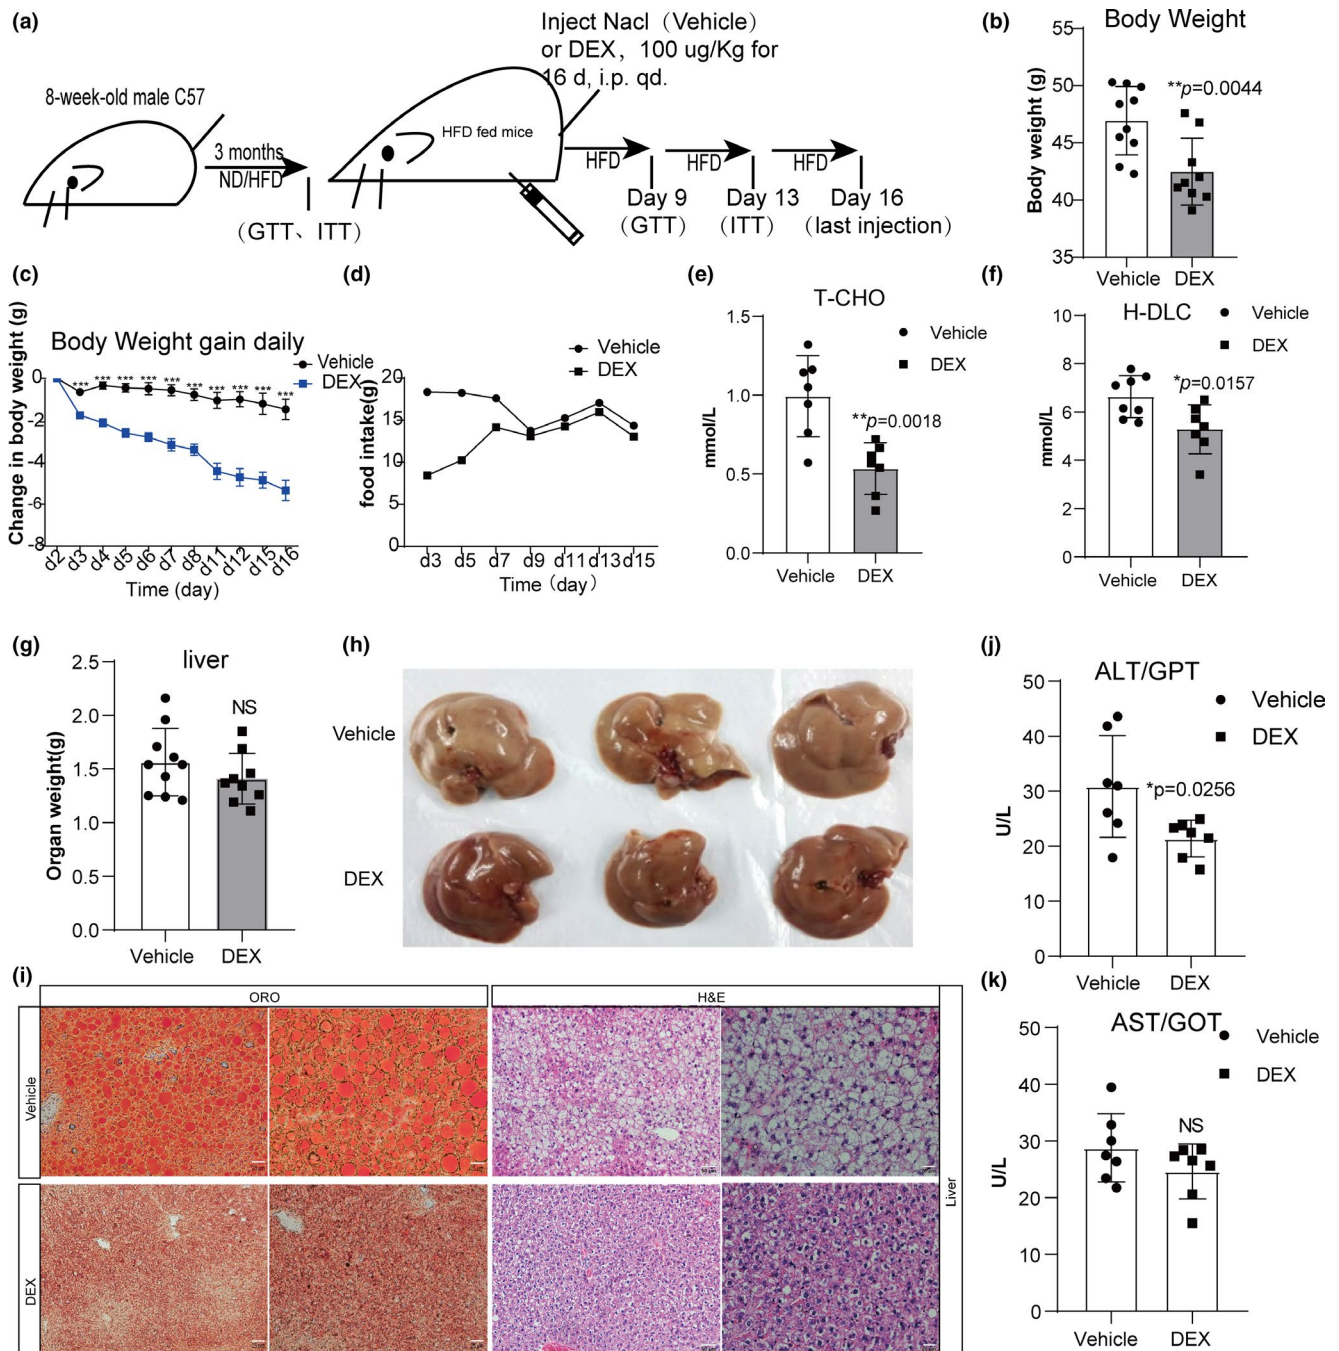 (a)
8-week-old male C57
3 months
ND/HFD
(GTT、ITT)
HFD fed mice
Inject Nacl (Vehicle)
or DEX, 100 ug/Kg for
16 d, i.p. qd.
HFD
HFD
HFD
Day 9
(GTT)
Day 13
(ITT)
Day 16
(last injection)
(b)
Body Weight
Body weight (g)
55
50
45
40
35
**p=0.0044
Vehicle
DEX
(c)
Body Weight gain daily
Change in body weight (g)
0
-2
-4
-6
-8
*** *** *** *** *** *** *** *** *** ***
Vehicle
DEX
d2 d3 d4 d5 d6 d7 d8 d11 d12 d15 d16
Time (day)
(d)
food intake(g)
20
15
10
5
0
Vehicle
DEX
d3 d5 d7 d9 d11 d13 d15
Time (day)
(e)
T-CHO
mmol/L
1.5
1.0
0.5
0.0
Vehicle
DEX
**p=0.0018
Vehicle
DEX
(f)
H-DLC
mmol/L
10
8
6
4
2
0
Vehicle
DEX
*p=0.0157
Vehicle
DEX
(g)
liver
Organ weight(g)
2.5
2.0
1.5
1.0
0.5
0.0
NS
Vehicle
DEX
(h)
Vehicle
DEX
(j)
ALT/GPT
U/L
50
40
30
20
10
0
Vehicle
DEX
*p=0.0256
Vehicle
DEX
(i)
ORO
H&E
Vehicle
DEX
Liver
(k)
AST/GOT
U/L
50
40
30
20
10
0
Vehicle
DEX
NS
Vehicle
DEX